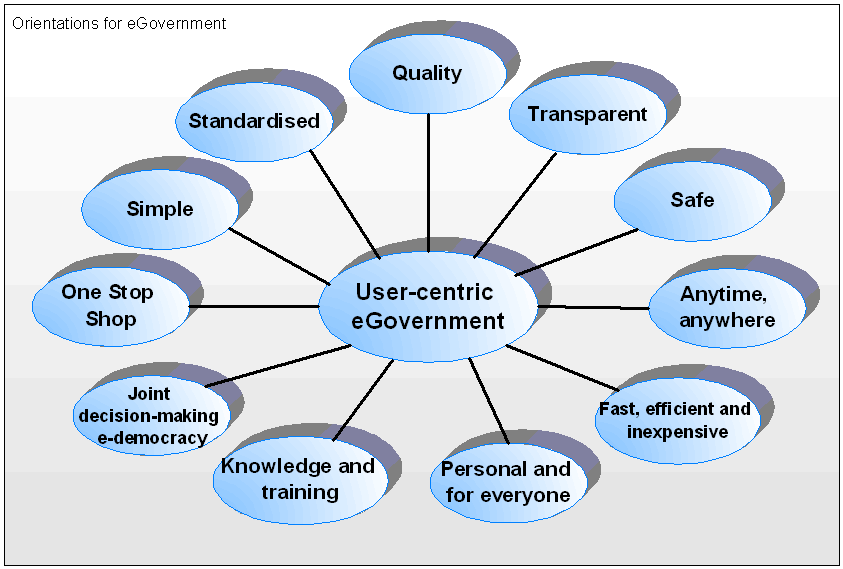 Orientations for eGovernment
Quality
Transparent
Standardised
Safe
Simple
One Stop
Shop
User-centric
eGovernment
Anytime,
anywhere
Joint
decision-making
e-democracy
Fast, efficient and
inexpensive
Knowledge and
training
Personal and
for everyone